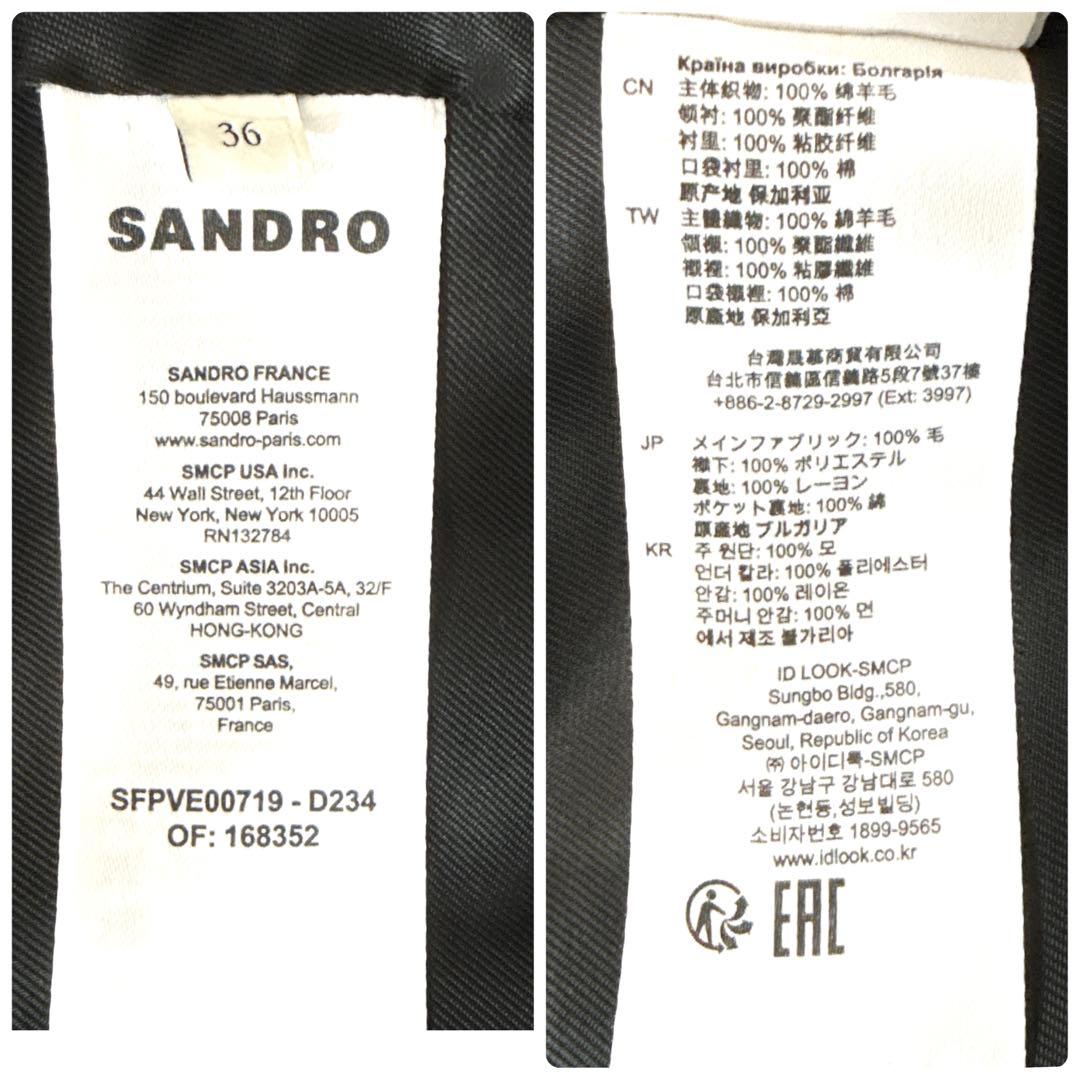 36
SANDRO
SANDRO FRANCE
150 boulevard Haussmann
75008 Paris
www.sandro-paris.com
SMCP USA Inc.
44 Wall Street, 12th Floor
New York, New York 10005
RN132784
SMCP ASIA Inc.
The Centrium, Suite 3203A-5A, 32/F
60 Wyndham Street, Central
HONG-KONG
SMCP SAS,
49, rue Etienne Marcel,
75001 Paris,
France
SFPVE00719 - D234
OF: 168352
Країна виробки: Болгарія
CN 主体织物: 100% 绵羊毛
领衬: 100% 聚酯纤维
衬里: 100% 粘胶纤维
口袋衬里: 100% 棉
原产地 保加利亚
TW 主體織物: 100% 綿羊毛
領襯: 100% 聚酯纖維
襯裡: 100% 粘膠纖維
口袋襯裡: 100% 棉
原產地 保加利亞
台灣晟慕商貿有限公司
台北市信義區信義路5段7號37樓
+886-2-8729-2997 (Ext: 3997)
JP メインファブリック: 100% 毛
襟下: 100% ポリエステル
裏地: 100% レーヨン
ポケット裏地: 100% 綿
原産地 ブルガリア
KR 주 원단: 100% 모
언더 칼라: 100% 폴리에스터
안감: 100% 레이온
주머니 안감: 100% 면
에서 제조 불가리아
ID LOOK-SMCP
Sungbo Bldg.,580,
Gangnam-daero, Gangnam-gu,
Seoul, Republic of Korea
㈜ 아이디룩-SMCP
서울 강남구 강남대로 580
(논현동,성보빌딩)
소비자번호 1899-9565
www.idlook.co.kr
EAC